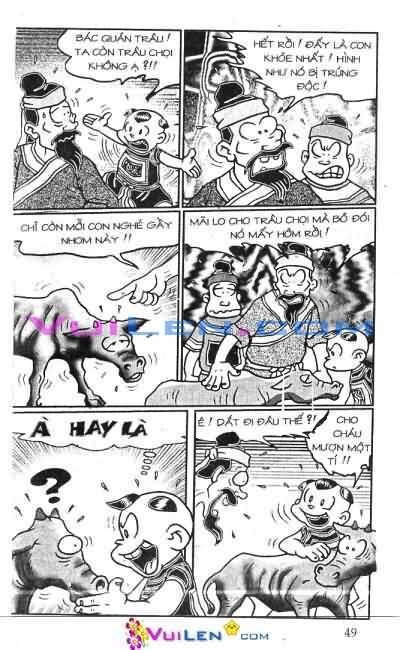 BÁC QUẢN TRÂU !
TA CÒN TRÂU CHỌI
KHÔNG Ạ ?!!
HẾT RỒI ! ĐẤY LÀ CON
KHỎE NHẤT ! HÌNH
NHƯ NÓ BỊ TRÚNG
ĐỘC !
CHỈ CÒN MỖI CON NGHÉ GẦY
NHOM NÀY !!
MÃI LO CHO TRÂU CHỌI MÀ BỎ ĐÓI
NÓ MẤY HÔM RỒI !
VUILEN.COM
À HAY LÀ
?
É ! DẮT ĐI ĐÂU THẾ ?!
CHO
CHÁU
MƯỢN MỘT
TÍ !!
49
VUILEN.COM